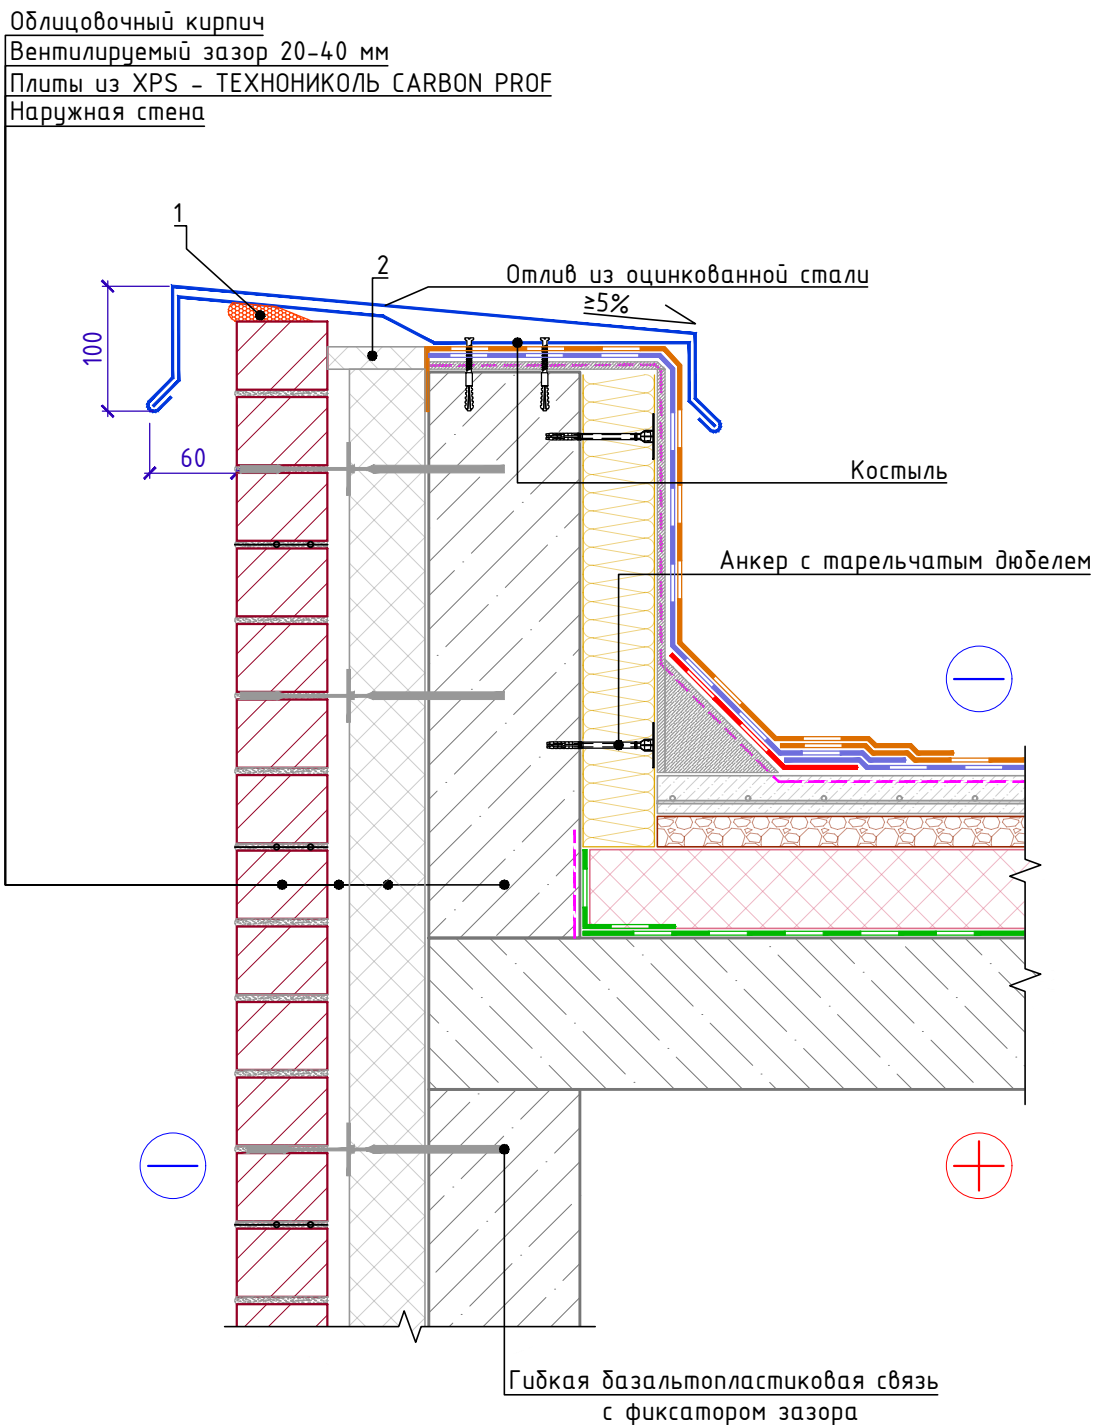 Облицовочный кирпич
Вентилируемый зазор 20-40 мм
Плиты из XPS - ТЕХНОНИКОЛЬ CARBON PROF
Наружная стена
1
2
Отлив из оцинкованной стали
≥5%
100
60
Костыль
Анкер с тарельчатым дюбелем
Гибкая базальтопластиковая связь
с фиксатором зазора